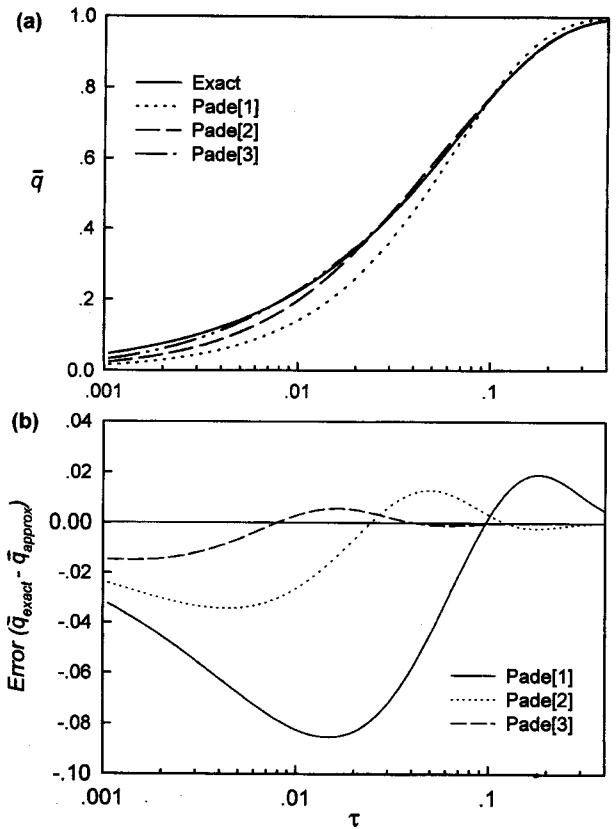 (a)
1.0
.8
.6
.4
.2
0.0
q̄
Exact
Pade[1]
Pade[2]
Pade[3]
.001
.01
.1
(b)
.04
.02
0.00
-.02
-.04
-.06
-.08
-.10
Error (q̄exact - q̄approx)
Pade[1]
Pade[2]
Pade[3]
.001
.01
.1
τ